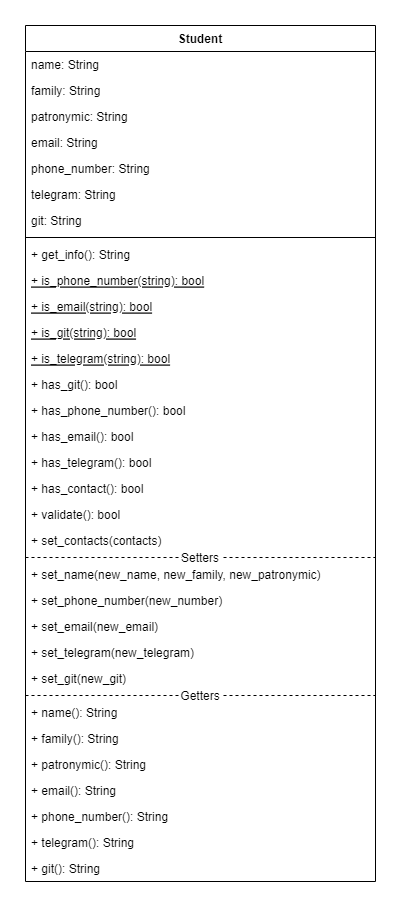 Student
name: String
family: String
patronymic: String
email: String
phone_number: String
telegram: String
git: String
+ get_info(): String
+ is_phone_number(string): bool
+ is_email(string): bool
+ is_git(string): bool
+ is_telegram(string): bool
+ has_git(): bool
+ has_phone_number(): bool
+ has_email(): bool
+ has_telegram(): bool
+ has_contact(): bool
+ validate(): bool
+ set_contacts(contacts)
Setters
+ set_name(new_name, new_family, new_patronymic)
+ set_phone_number(new_number)
+ set_email(new_email)
+ set_telegram(new_telegram)
+ set_git(new_git)
Getters
+ name(): String
+ family(): String
+ patronymic(): String
+ email(): String
+ phone_number(): String
+ telegram(): String
+ git(): String